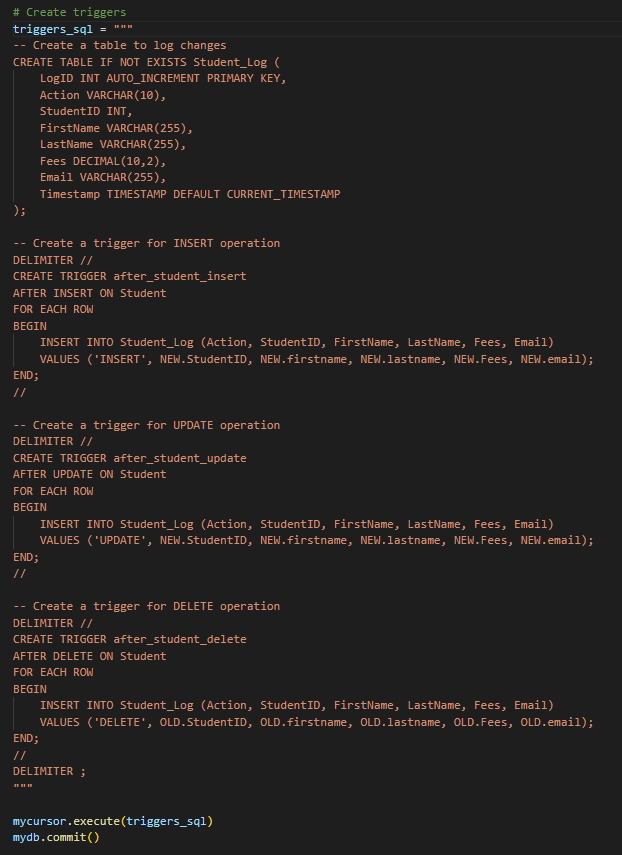 # Create triggers
triggers_sql = """
-- Create a table to log changes
CREATE TABLE IF NOT EXISTS Student_Log (
    LogID INT AUTO_INCREMENT PRIMARY KEY,
    Action VARCHAR(10),
    StudentID INT,
    FirstName VARCHAR(255),
    LastName VARCHAR(255),
    Fees DECIMAL(10,2),
    Email VARCHAR(255),
    Timestamp TIMESTAMP DEFAULT CURRENT_TIMESTAMP
);

-- Create a trigger for INSERT operation
DELIMITER //
CREATE TRIGGER after_student_insert
AFTER INSERT ON Student
FOR EACH ROW
BEGIN
    INSERT INTO Student_Log (Action, StudentID, FirstName, LastName, Fees, Email)
    VALUES ('INSERT', NEW.StudentID, NEW.firstname, NEW.lastname, NEW.Fees, NEW.email);
END;
//

-- Create a trigger for UPDATE operation
DELIMITER //
CREATE TRIGGER after_student_update
AFTER UPDATE ON Student
FOR EACH ROW
BEGIN
    INSERT INTO Student_Log (Action, StudentID, FirstName, LastName, Fees, Email)
    VALUES ('UPDATE', NEW.StudentID, NEW.firstname, NEW.lastname, NEW.Fees, NEW.email);
END;
//

-- Create a trigger for DELETE operation
DELIMITER //
CREATE TRIGGER after_student_delete
AFTER DELETE ON Student
FOR EACH ROW
BEGIN
    INSERT INTO Student_Log (Action, StudentID, FirstName, LastName, Fees, Email)
    VALUES ('DELETE', OLD.StudentID, OLD.firstname, OLD.lastname, OLD.Fees, OLD.email);
END;
//
DELIMITER ;
"""

mycursor.execute(triggers_sql)
mydb.commit()